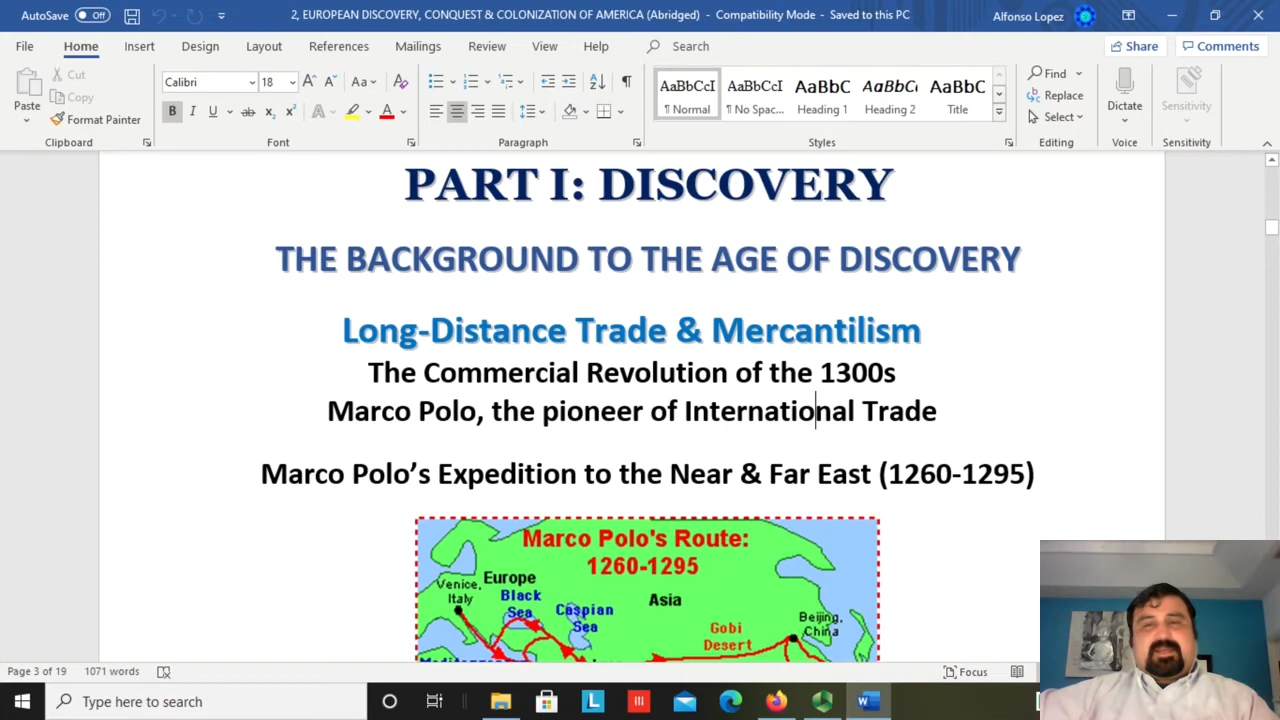 AutoSave Off
2, EUROPEAN DISCOVERY, CONQUEST & COLONIZATION OF AMERICA (Abridged) - Compatibility Mode - Saved to this PC
Alfonso Lopez
File Home Insert Design Layout References Mailings Review View Help Search Share Comments
Paste
Cut
Copy
Format Painter
Clipboard
Calibri 18
Font
Paragraph
AaBbCcI AaBbCcI AaBbC AaBbCc AaBbC
¶ Normal ¶ No Spac... Heading 1 Heading 2 Title
Styles
Find
Replace
Select
Editing
Dictate
Voice
Sensitivity
Sensitivity
PART I: DISCOVERY
THE BACKGROUND TO THE AGE OF DISCOVERY
Long-Distance Trade & Mercantilism
The Commercial Revolution of the 1300s
Marco Polo, the pioneer of International Trade
Marco Polo's Expedition to the Near & Far East (1260-1295)
Marco Polo's Route:
1260-1295
Venice,
Italy
Europe
Black
Sea
Caspian
Sea
Asia
Gobi
Desert
Beijing,
China
Page 3 of 19 1071 words
Focus
Type here to search